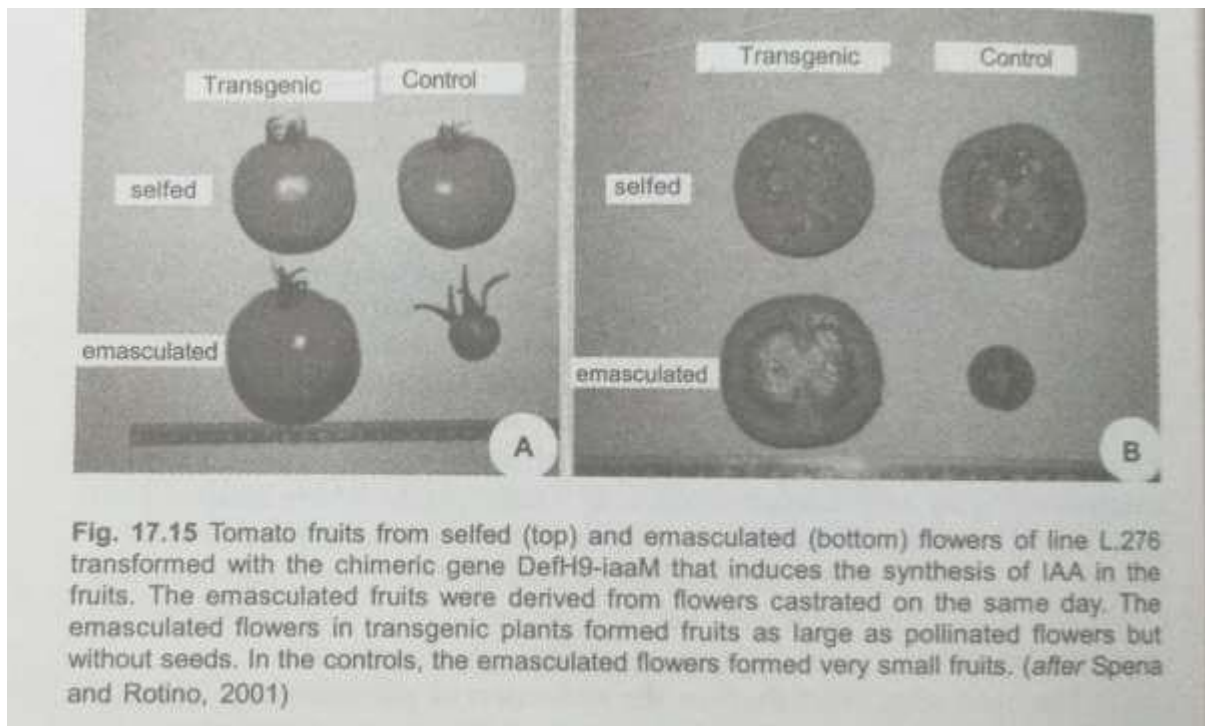 Transgenic
Control
selfed
emasculated
A
Transgenic
Control
selfed
emasculated
B
Fig. 17.15 Tomato fruits from selfed (top) and emasculated (bottom) flowers of line L.276
transformed with the chimeric gene DefH9-iaaM that induces the synthesis of IAA in the
fruits. The emasculated fruits were derived from flowers castrated on the same day. The
emasculated flowers in transgenic plants formed fruits as large as pollinated flowers but
without seeds. In the controls, the emasculated flowers formed very small fruits. (after Spena
and Rotino, 2001)